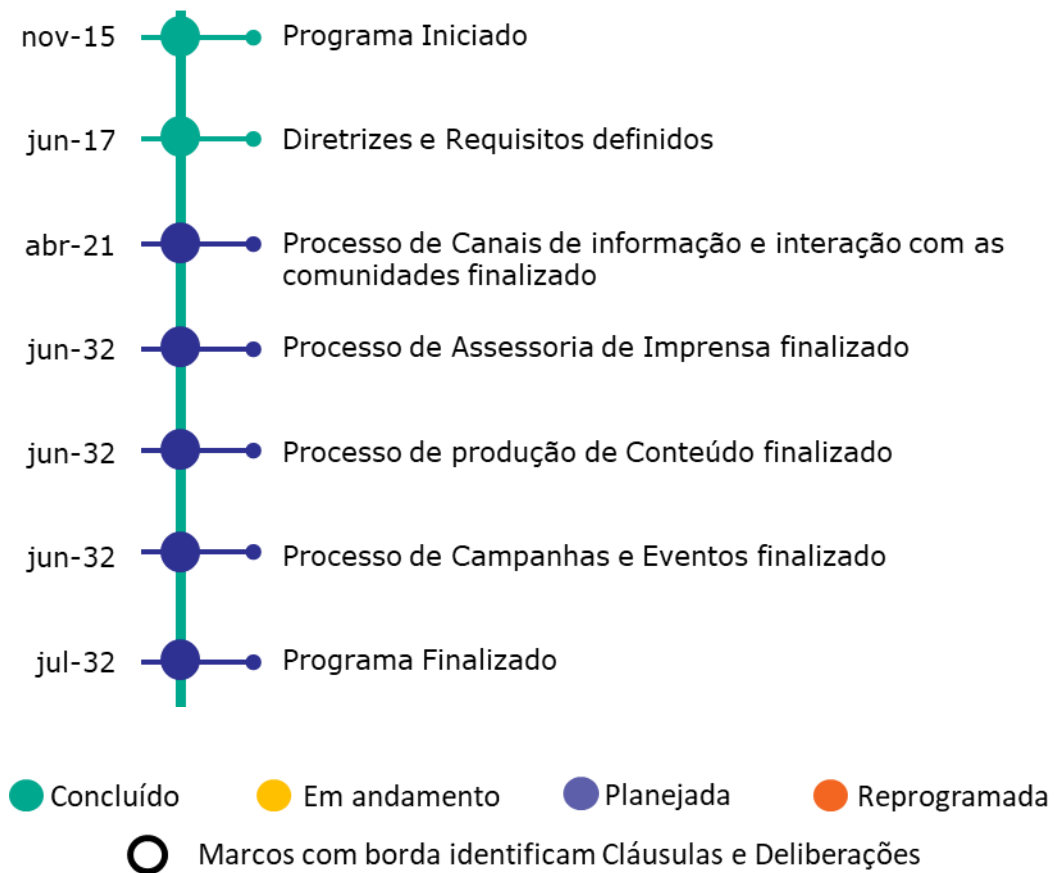 nov-15 Programa Iniciado
jun-17 Diretrizes e Requisitos definidos
abr-21 Processo de Canais de informação e interação com as
comunidades finalizado
jun-32 Processo de Assessoria de Imprensa finalizado
jun-32 Processo de produção de Conteúdo finalizado
jun-32 Processo de Campanhas e Eventos finalizado
jul-32 Programa Finalizado
Concluído Em andamento Planejada Reprogramada
Marcos com borda identificam Cláusulas e Deliberações